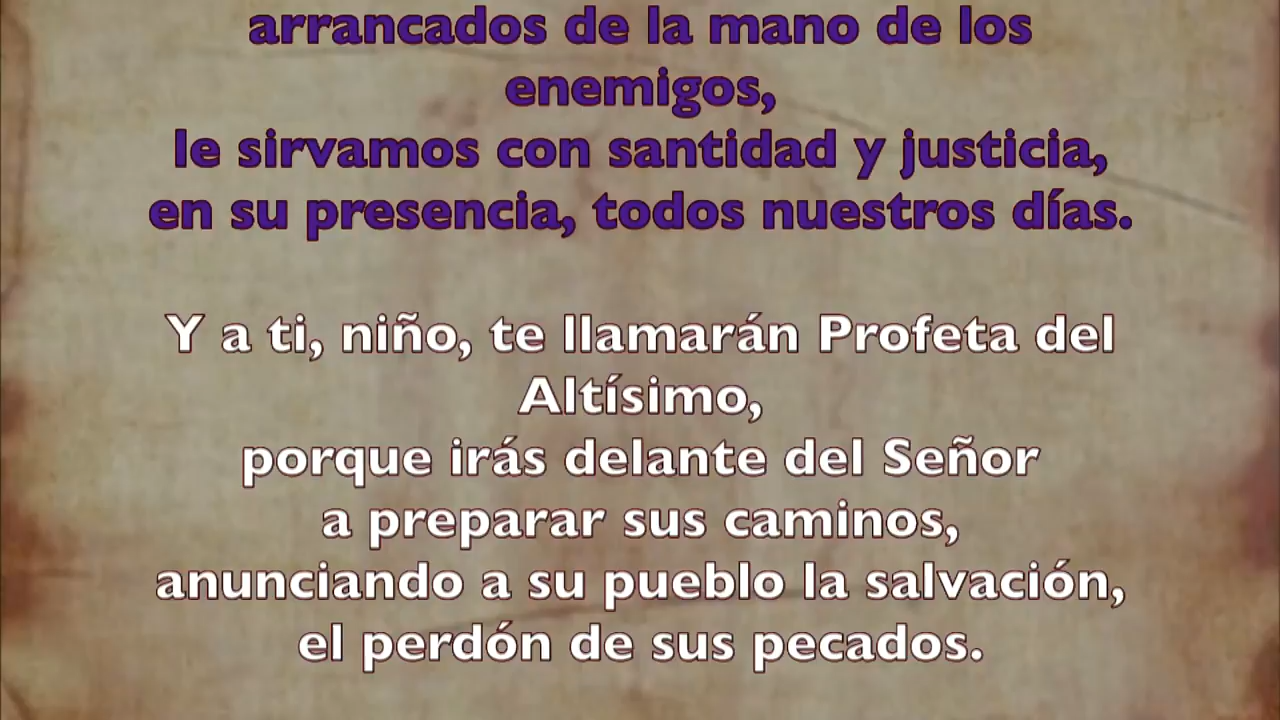 arrancados de la mano de los
enemigos,
le sirvamos con santidad y justicia,
en su presencia, todos nuestros días.
Y a ti, niño, te llamarán Profeta del
Altísimo,
porque irás delante del Señor
a preparar sus caminos,
anunciando a su pueblo la salvación,
el perdón de sus pecados.